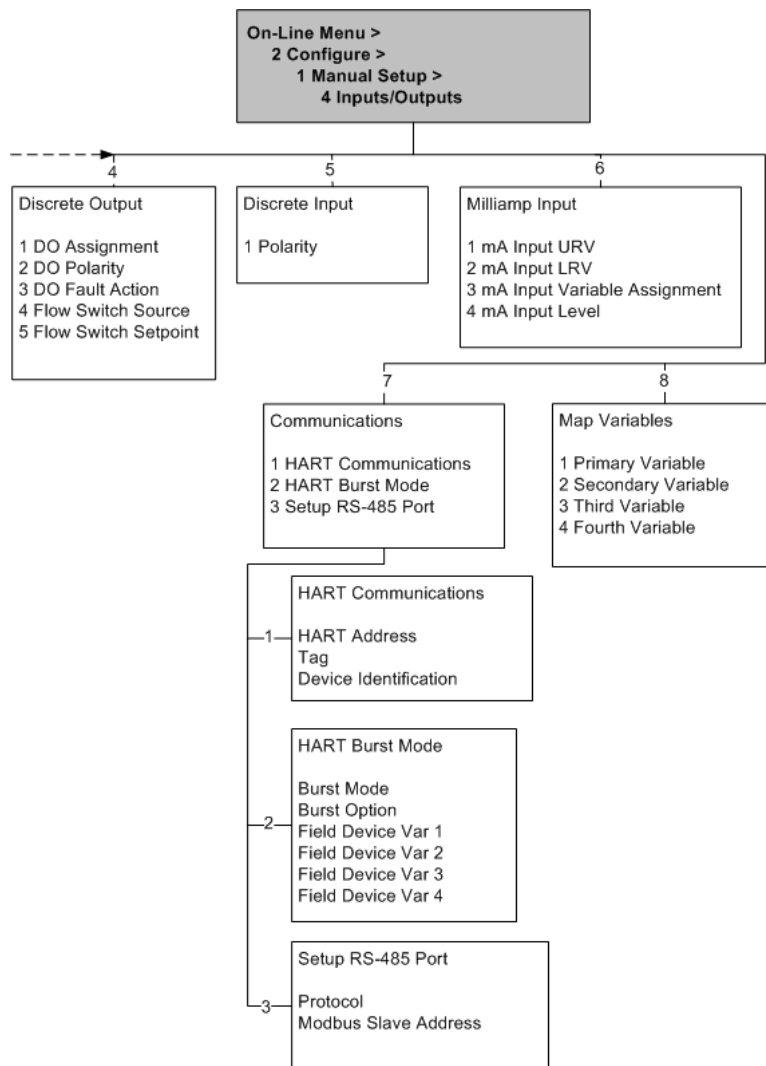 On-Line Menu >
2 Configure >
1 Manual Setup >
4 Inputs/Outputs
4
5
6
Discrete Output
1 DO Assignment
2 DO Polarity
3 DO Fault Action
4 Flow Switch Source
5 Flow Switch Setpoint
Discrete Input
1 Polarity
Milliamp Input
1 mA Input URV
2 mA Input LRV
3 mA Input Variable Assignment
4 mA Input Level
7
8
Communications
1 HART Communications
2 HART Burst Mode
3 Setup RS-485 Port
Map Variables
1 Primary Variable
2 Secondary Variable
3 Third Variable
4 Fourth Variable
1
HART Communications
HART Address
Tag
Device Identification
2
HART Burst Mode
Burst Mode
Burst Option
Field Device Var 1
Field Device Var 2
Field Device Var 3
Field Device Var 4
3
Setup RS-485 Port
Protocol
Modbus Slave Address